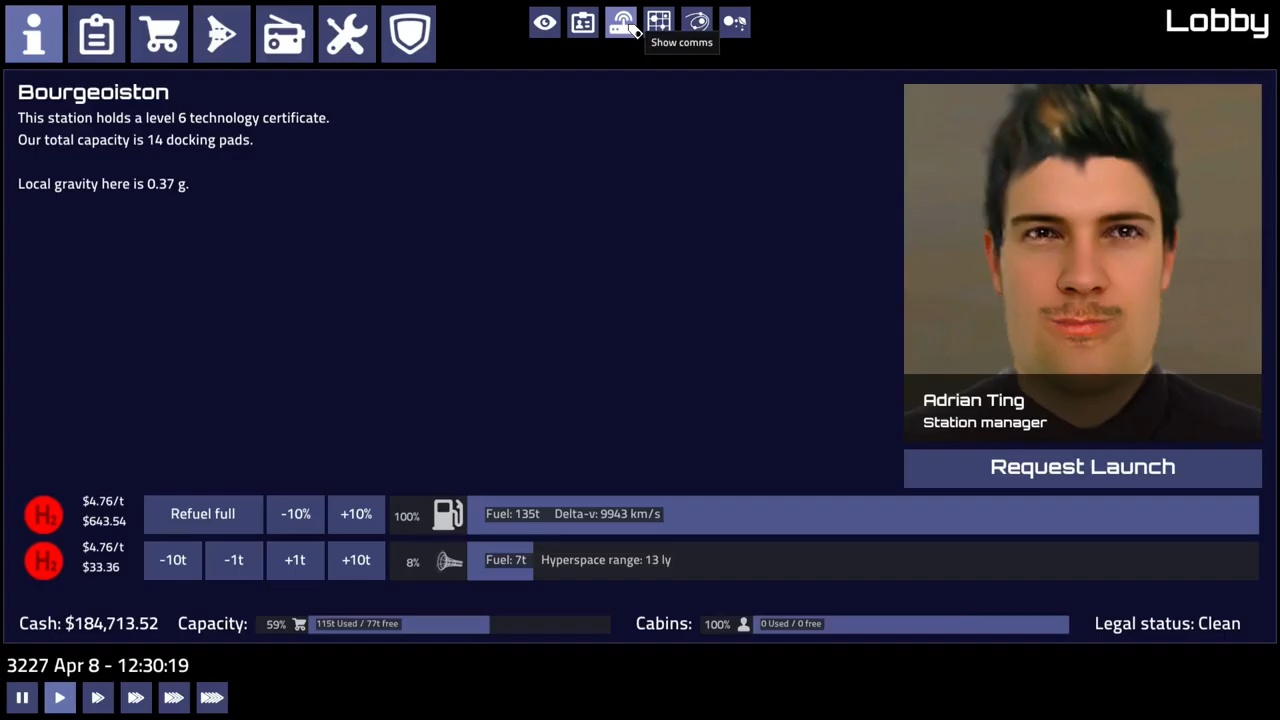 Lobby
Show comms
Bourgeoiston
This station holds a level 6 technology certificate.
Our total capacity is 14 docking pads.
Local gravity here is 0.37 g.
Adrian Ting
Station manager
Request Launch
H₂
$4.76/t
$643.54
Refuel full
-10%
+10%
100%
Fuel: 135t Delta-v: 9943 km/s
H₂
$4.76/t
$33.36
-10t
-1t
+1t
+10t
8%
Fuel: 7t Hyperspace range: 13 ly
Cash: $184,713.52 Capacity: 59% 115t Used / 77t free Cabins: 100% 0 Used / 0 free Legal status: Clean
3227 Apr 8 - 12:30:19